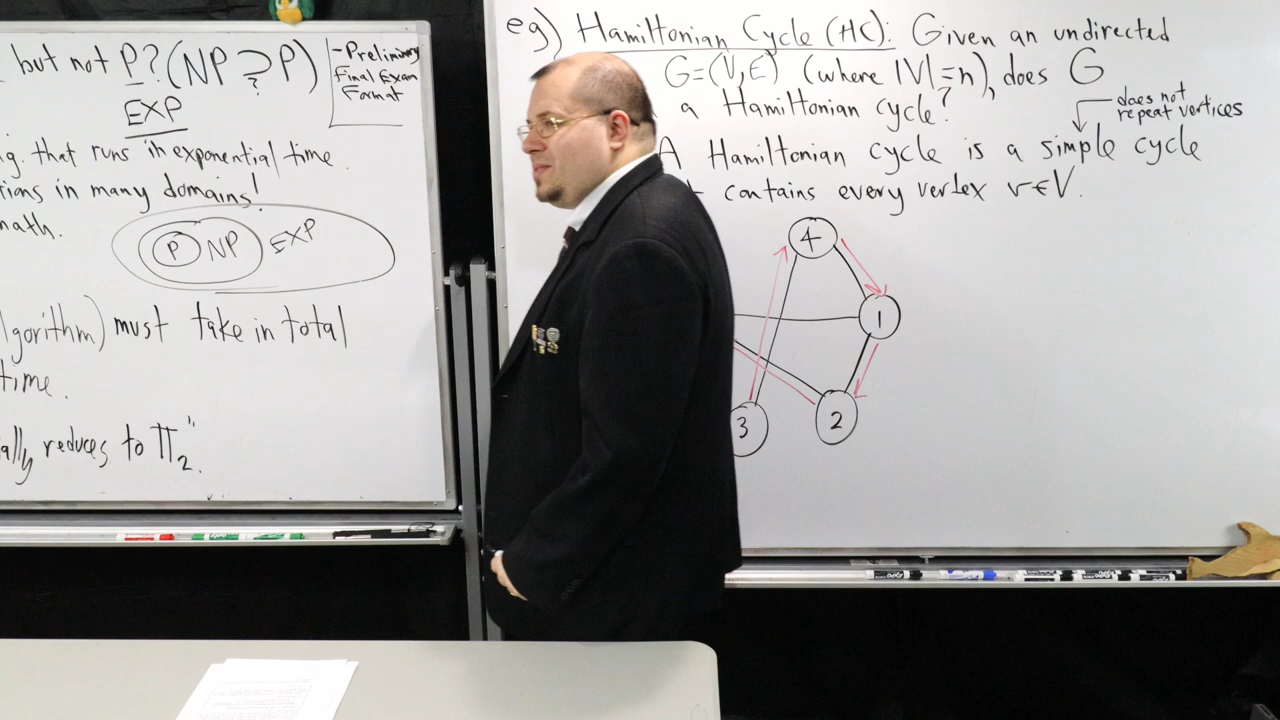 but not P? (NP ⊋? P)
-Preliminary
Final Exam
Format
EXP
g. that runs in exponential time.
tions in many domains!
math.
P NP EXP
lgorithm) must take in total
time.
ally reduces to Π₂".
eg) Hamiltonian Cycle (HC): Given an undirected
G=(V,E) (where |V|=n), does G
a Hamiltonian cycle?
does not
repeat vertices
A Hamiltonian cycle is a simple cycle
t contains every vertex v∈V.
4
1
3 2